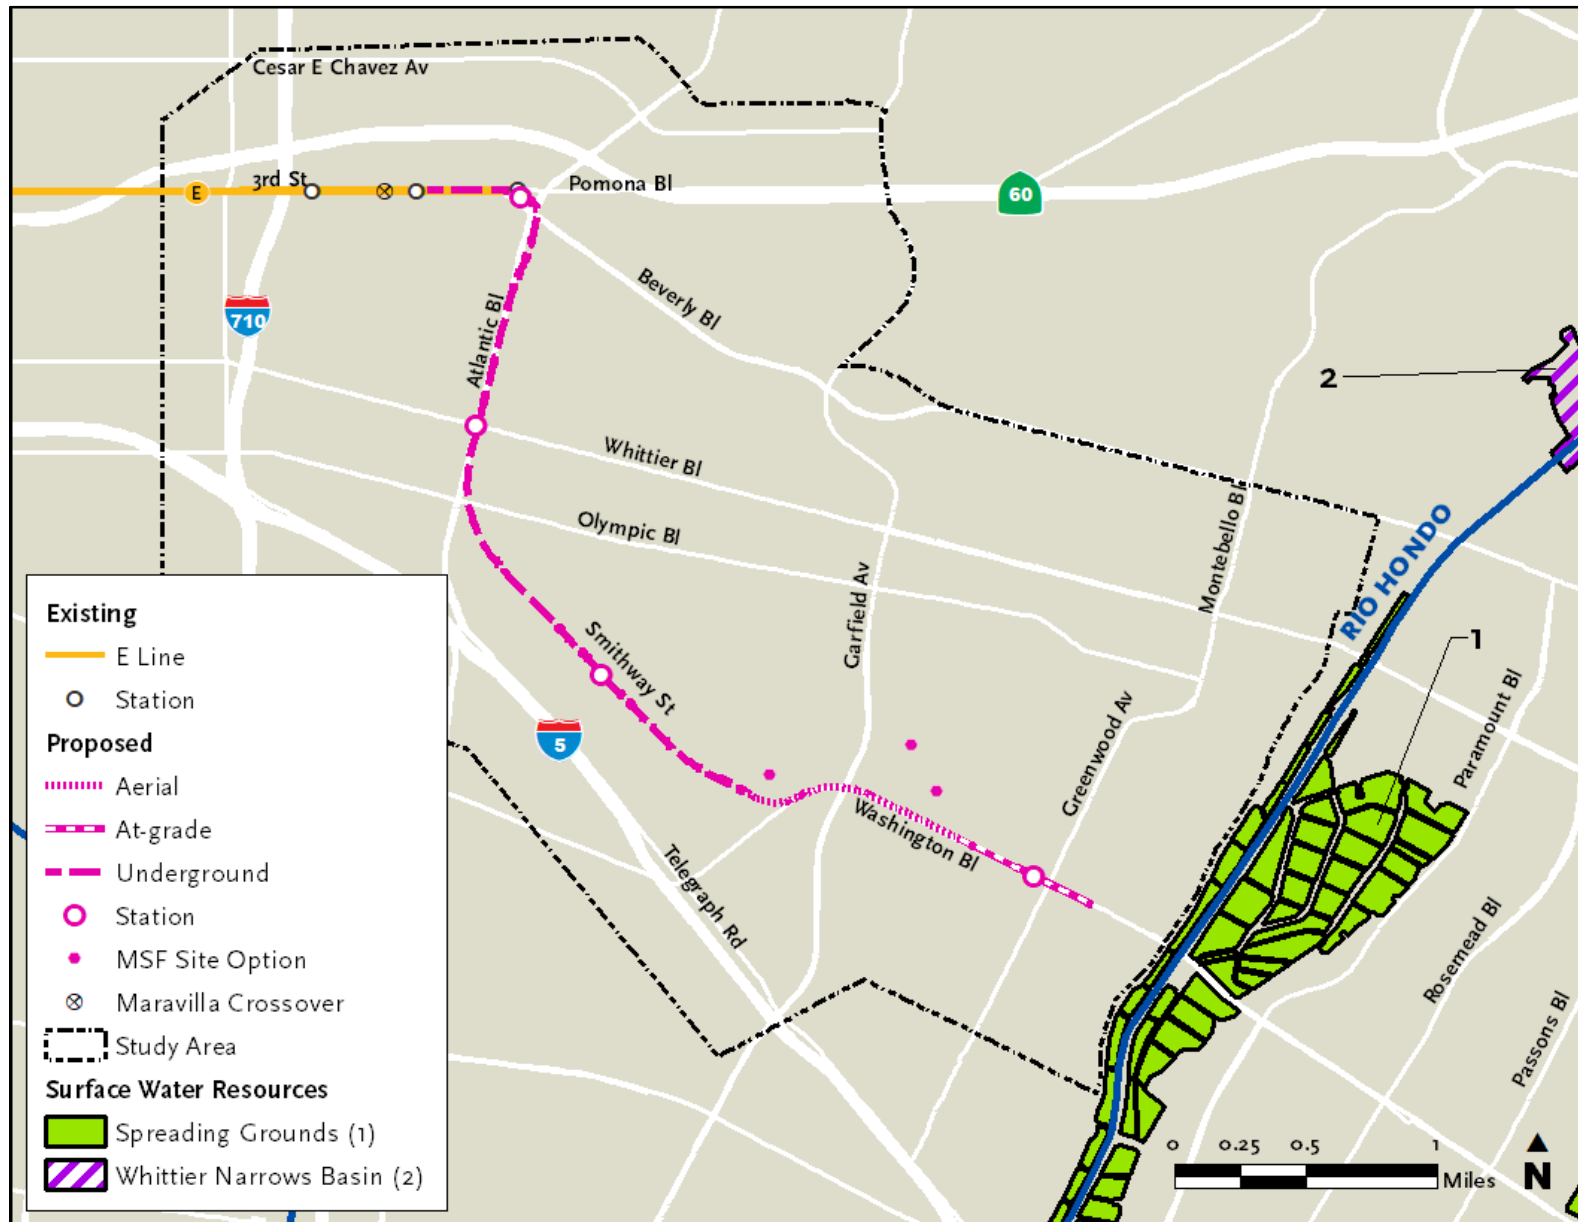 Cesar E Chavez Av
3rd St
E
Pomona Bl
60
710
Atlantic Bl
Beverly Bl
2
Whittier Bl
Olympic Bl
Montebello Bl
RIO HONDO
Garfield Av
Smithway St
1
5
Greenwood Av
Paramount Bl
Washington Bl
Telegraph Rd
Rosemead Bl
Passons Bl
Existing
E Line
Station
Proposed
Aerial
At-grade
Underground
Station
MSF Site Option
Maravilla Crossover
Study Area
Surface Water Resources
Spreading Grounds (1)
Whittier Narrows Basin (2)
0 0.25 0.5 1
Miles
N